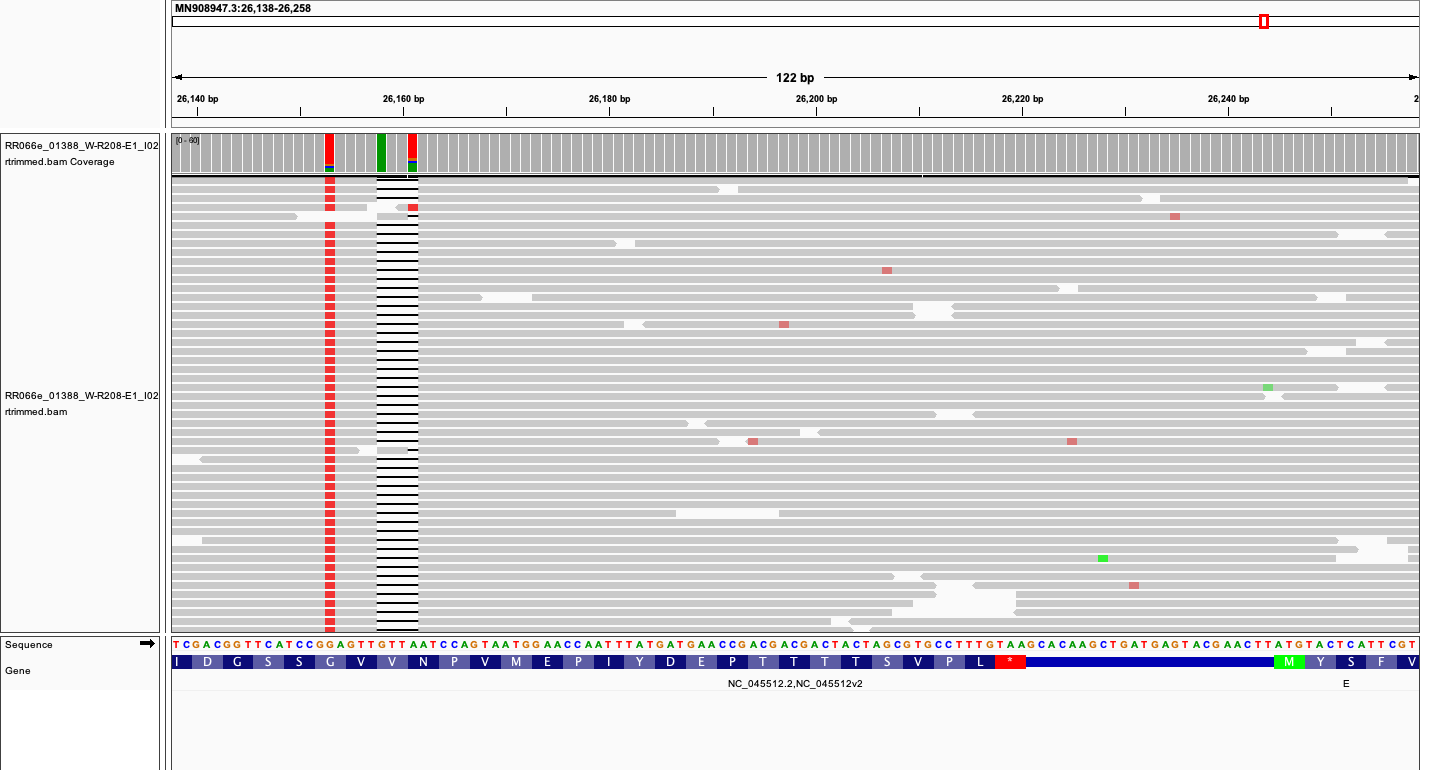 MN908947.3:26,138-26,258
122 bp
26,140 bp 26,160 bp 26,180 bp 26,200 bp 26,220 bp 26,240 bp 2
RR066e_01388_W-R208-E1_I02
rtrimmed.bam Coverage
[0 - 60]
RR066e_01388_W-R208-E1_I02
rtrimmed.bam
Sequence
T C G A C G G T T C A T C C G G A G T T G T T A A T C C A G T A A T G G A A C C A A T T T A T G A T G A A C C G A C G A C G A C T A C T A G C G T G C C T T T G T A A G C A C A A G C T G A T G A G T A C G A A C T T A T G T A C T C A T T C G T
Gene
I D G S S G V V N P V M E P I Y D E P T T T T S V P L * M Y S F V
NC_045512.2,NC_045512v2 E